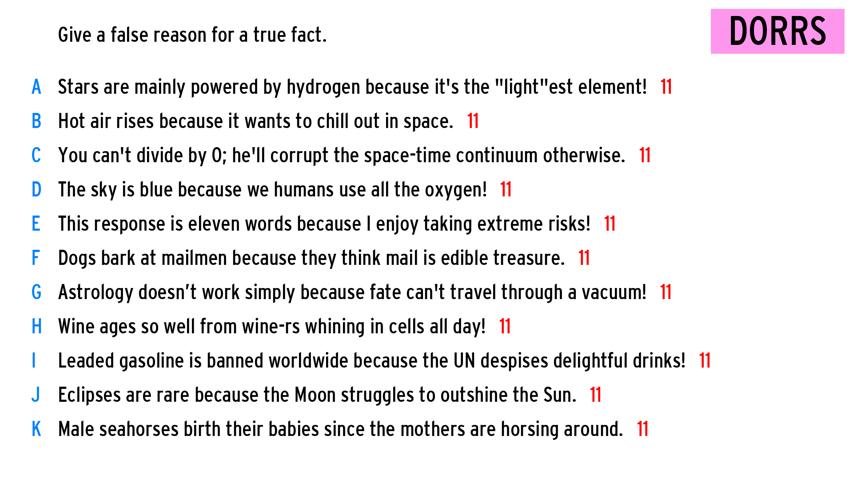 Give a false reason for a true fact.
DORRS
A Stars are mainly powered by hydrogen because it's the "light"est element! 11
B Hot air rises because it wants to chill out in space. 11
C You can't divide by 0; he'll corrupt the space-time continuum otherwise. 11
D The sky is blue because we humans use all the oxygen! 11
E This response is eleven words because I enjoy taking extreme risks! 11
F Dogs bark at mailmen because they think mail is edible treasure. 11
G Astrology doesn’t work simply because fate can't travel through a vacuum! 11
H Wine ages so well from wine-rs whining in cells all day! 11
I Leaded gasoline is banned worldwide because the UN despises delightful drinks! 11
J Eclipses are rare because the Moon struggles to outshine the Sun. 11
K Male seahorses birth their babies since the mothers are horsing around. 11